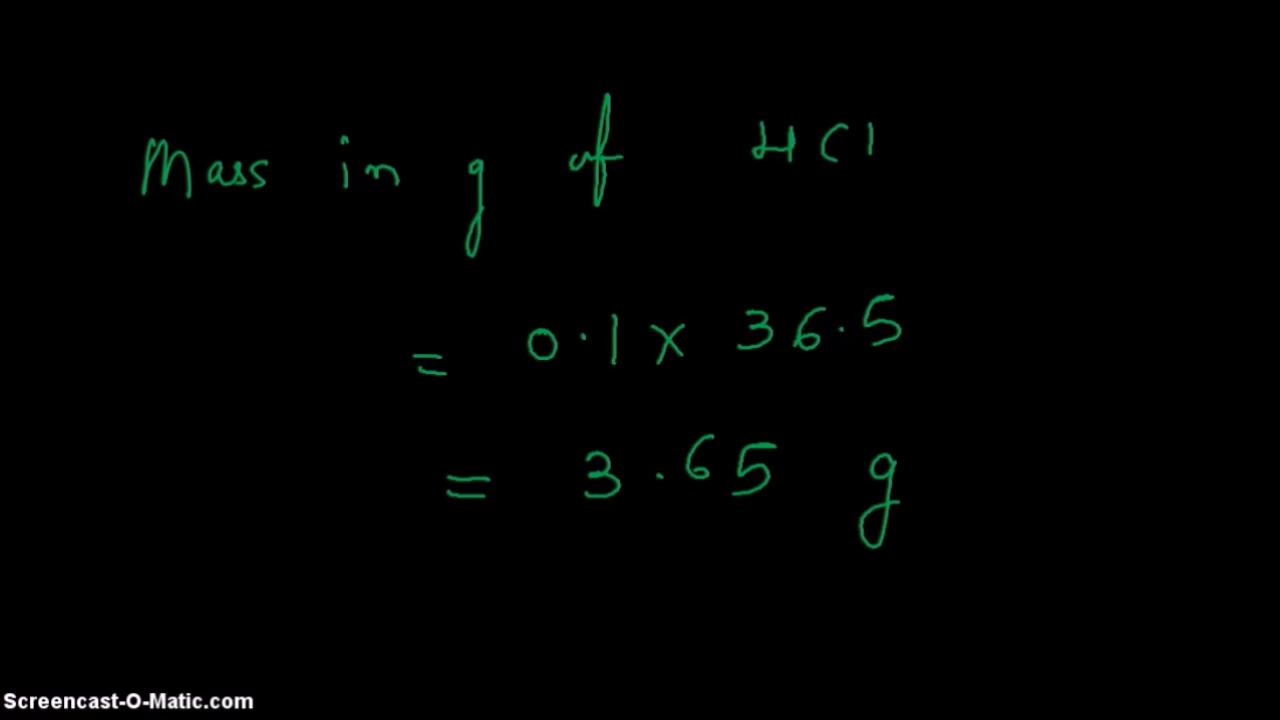 Mass in g of HCl
= 0.1 x 36.5
= 3.65 g
Screencast-O-Matic.com